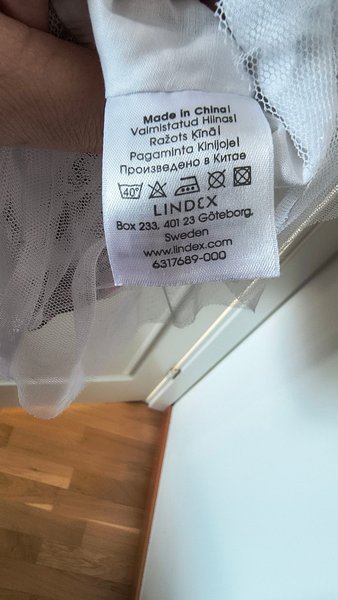 Made in China!
Valmistatud Hiinas!
Ražots Ķīnā!
Pagaminta Kinijoje!
Произведено в Китае
40°
LINDEX
Box 233, 401 23 Göteborg,
Sweden
www.lindex.com
6317689-000